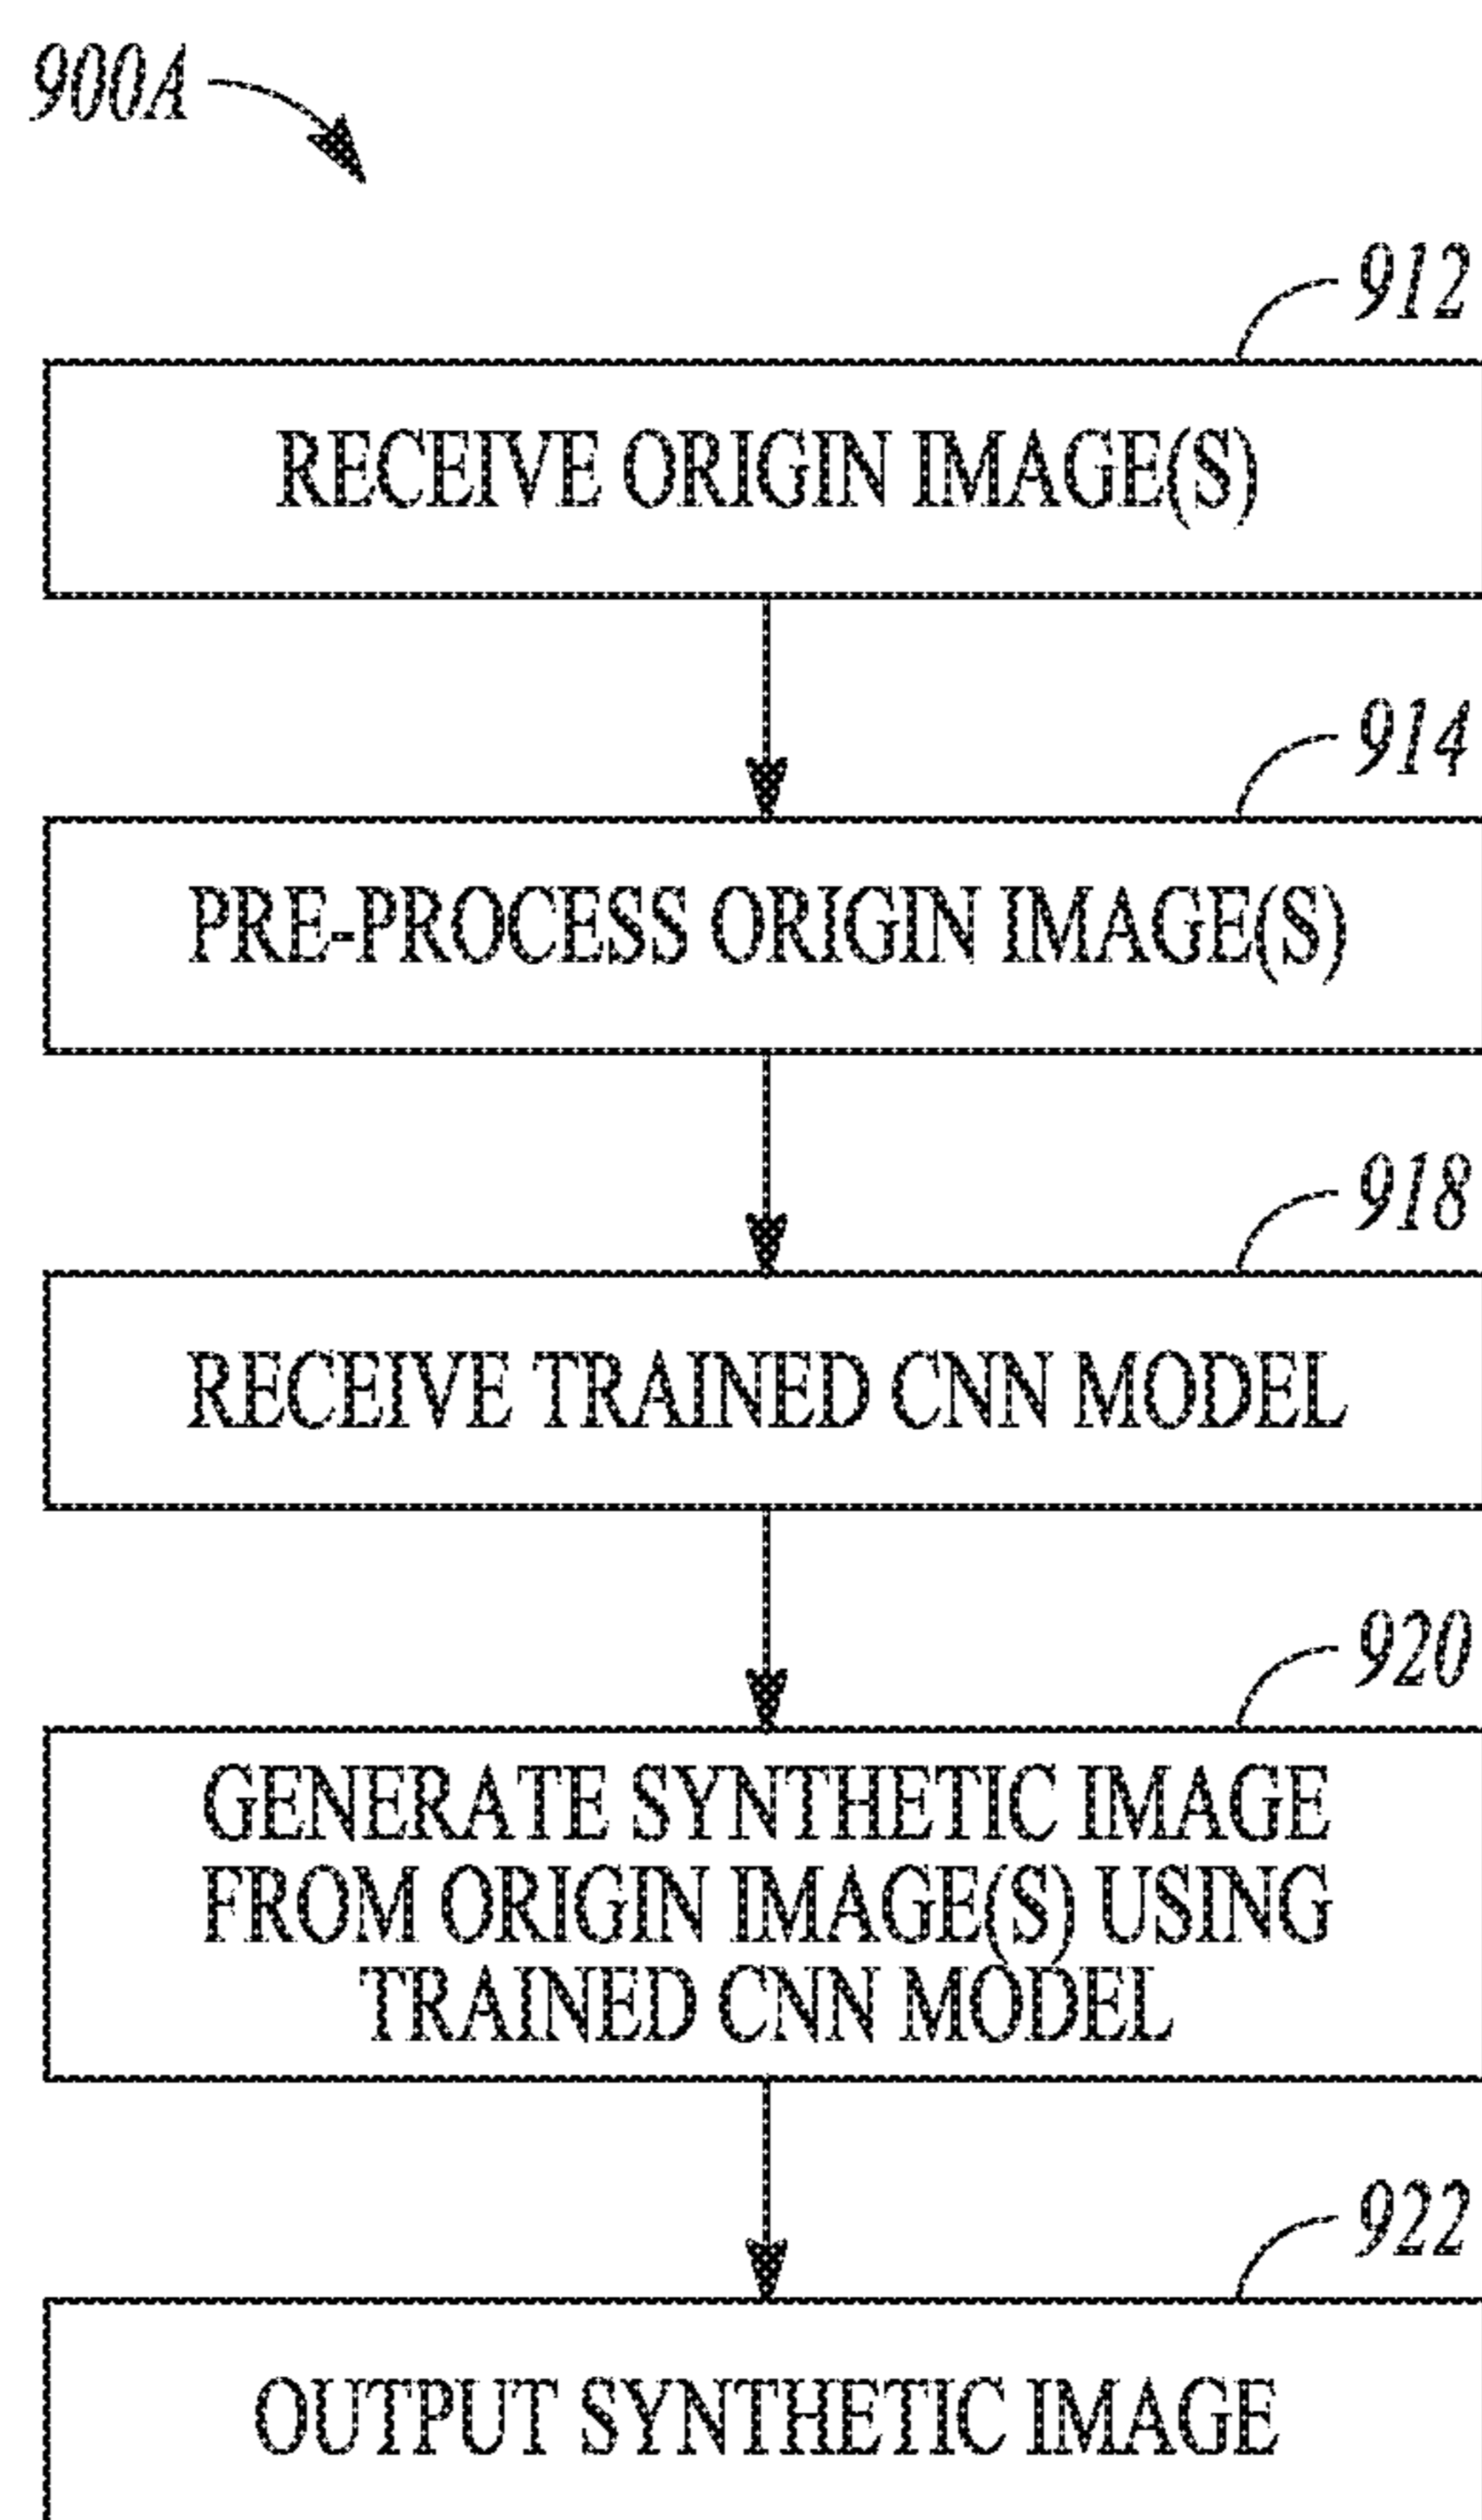 900A
912
RECEIVE ORIGIN IMAGE(S)
914
PRE-PROCESS ORIGIN IMAGE(S)
918
RECEIVE TRAINED CNN MODEL
920
GENERATE SYNTHETIC IMAGE
FROM ORIGIN IMAGE(S) USING
TRAINED CNN MODEL
922
OUTPUT SYNTHETIC IMAGE